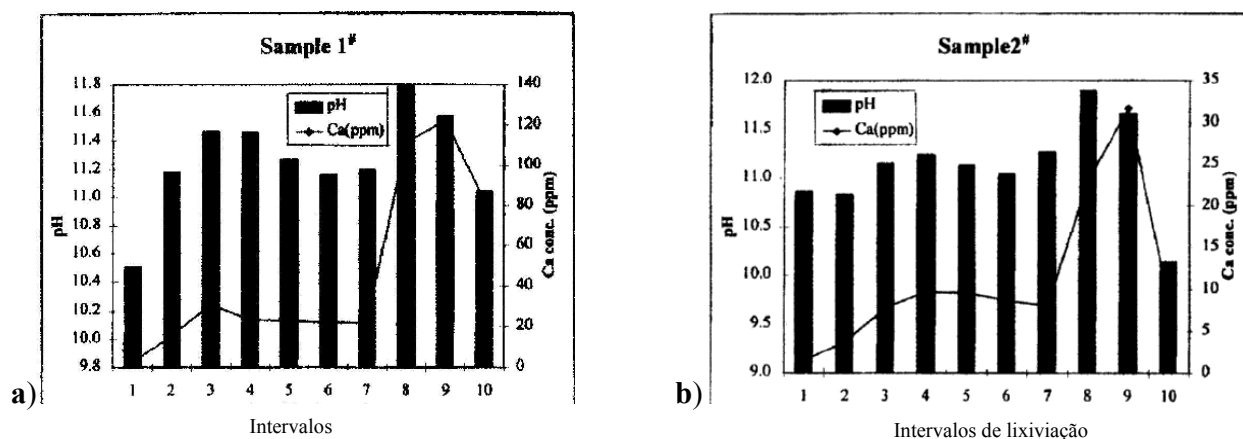 Sample 1#
11.8
11.6
11.4
11.2
11.0
10.8
10.6
10.4
10.2
10.0
9.8
pH
pH
Ca(ppm)
140
120
100
80
60
40
20
0
Ca conc. (ppm)
1 2 3 4 5 6 7 8 9 10
a)
Intervalos
Sample2#
12.0
11.5
11.0
10.5
10.0
9.5
9.0
pH
pH
Ca(ppm)
35
30
25
20
15
10
5
0
Ca conc. (ppm)
1 2 3 4 5 6 7 8 9 10
b)
Intervalos de lixiviação